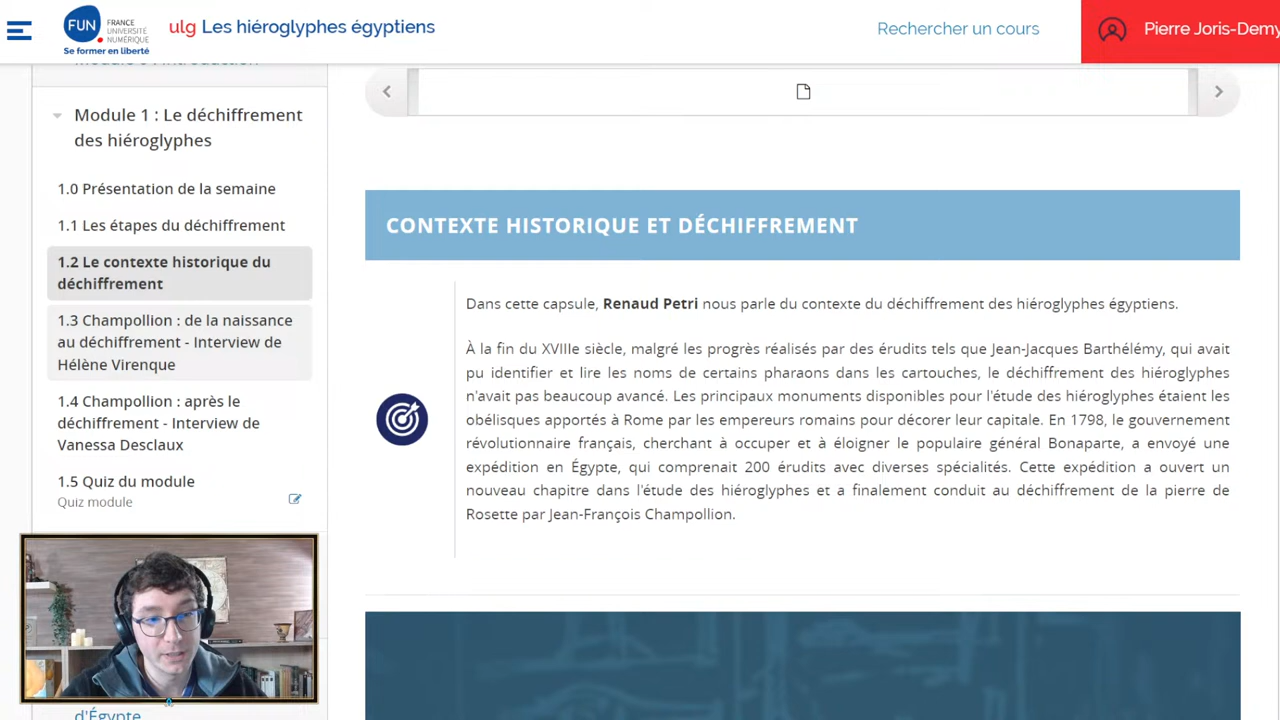 FUN
FRANCE
UNIVERSITÉ
NUMÉRIQUE
Se former en liberté
ulg Les hiéroglyphes égyptiens
Rechercher un cours
Pierre Joris-Demy
Module 1 : Le déchiffrement
des hiéroglyphes
1.0 Présentation de la semaine
1.1 Les étapes du déchiffrement
1.2 Le contexte historique du
déchiffrement
1.3 Champollion : de la naissance
au déchiffrement - Interview de
Hélène Virenque
1.4 Champollion : après le
déchiffrement - Interview de
Vanessa Desclaux
1.5 Quiz du module
Quiz module
d'Égypte
CONTEXTE HISTORIQUE ET DÉCHIFFREMENT
Dans cette capsule, Renaud Petri nous parle du contexte du déchiffrement des hiéroglyphes égyptiens.
À la fin du XVIIIe siècle, malgré les progrès réalisés par des érudits tels que Jean-Jacques Barthélémy, qui avait
pu identifier et lire les noms de certains pharaons dans les cartouches, le déchiffrement des hiéroglyphes
n'avait pas beaucoup avancé. Les principaux monuments disponibles pour l'étude des hiéroglyphes étaient les
obélisques apportés à Rome par les empereurs romains pour décorer leur capitale. En 1798, le gouvernement
révolutionnaire français, cherchant à occuper et à éloigner le populaire général Bonaparte, a envoyé une
expédition en Égypte, qui comprenait 200 érudits avec diverses spécialités. Cette expédition a ouvert un
nouveau chapitre dans l'étude des hiéroglyphes et a finalement conduit au déchiffrement de la pierre de
Rosette par Jean-François Champollion.